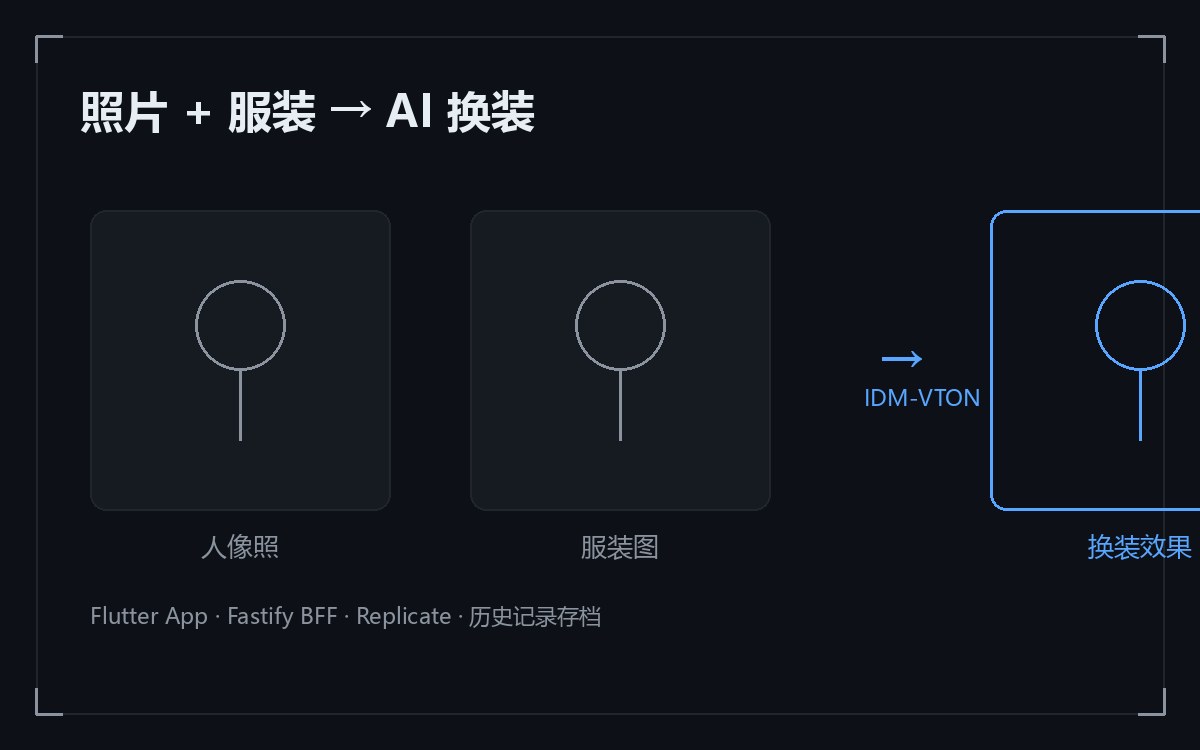 照片 + 服装 → AI 换装
→
IDM-VTON
人像照
服装图
换装效果
Flutter App · Fastify BFF · Replicate · 历史记录存档